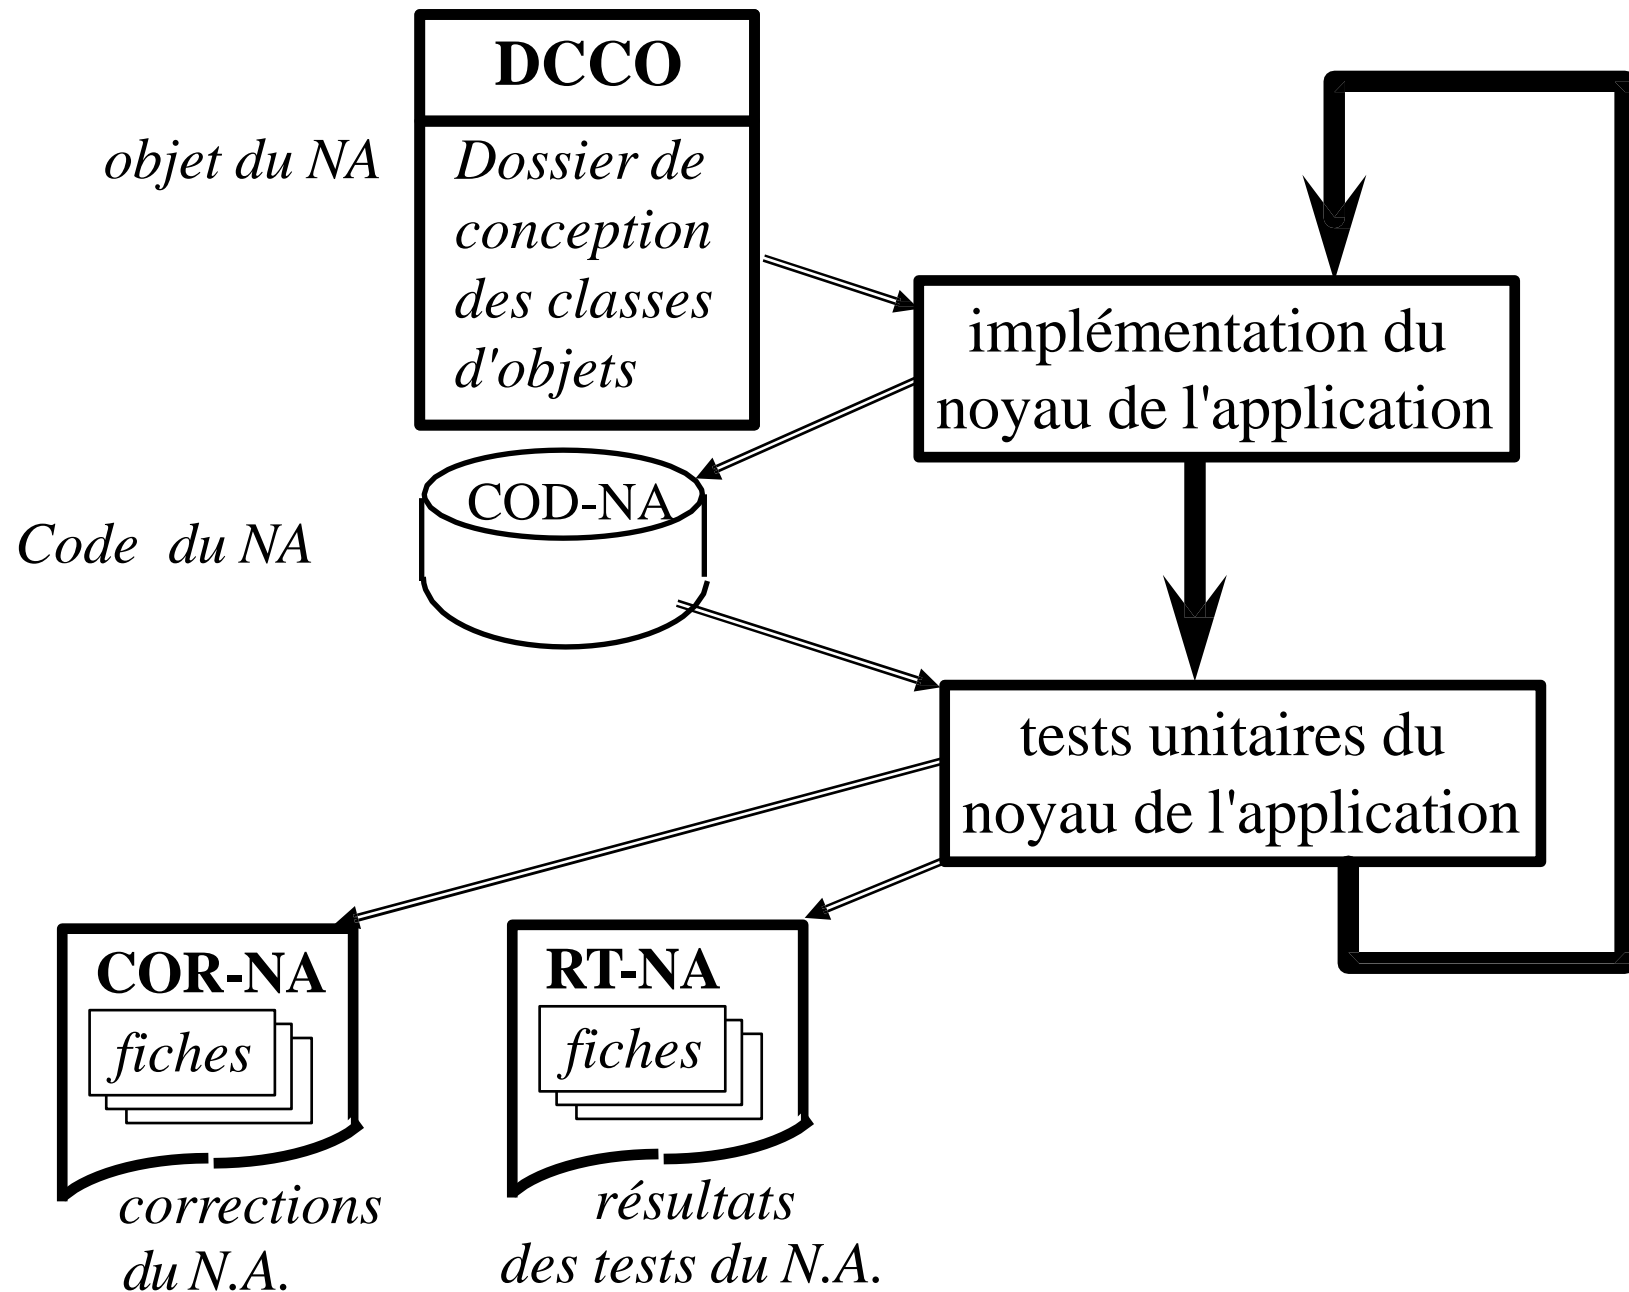 DCCO
objet du NA
Dossier de
conception
des classes
d'objets
implémentation du
noyau de l'application
COD-NA
Code du NA
tests unitaires du
noyau de l'application
COR-NA
fiches
corrections
du N.A.
RT-NA
fiches
résultats
des tests du N.A.